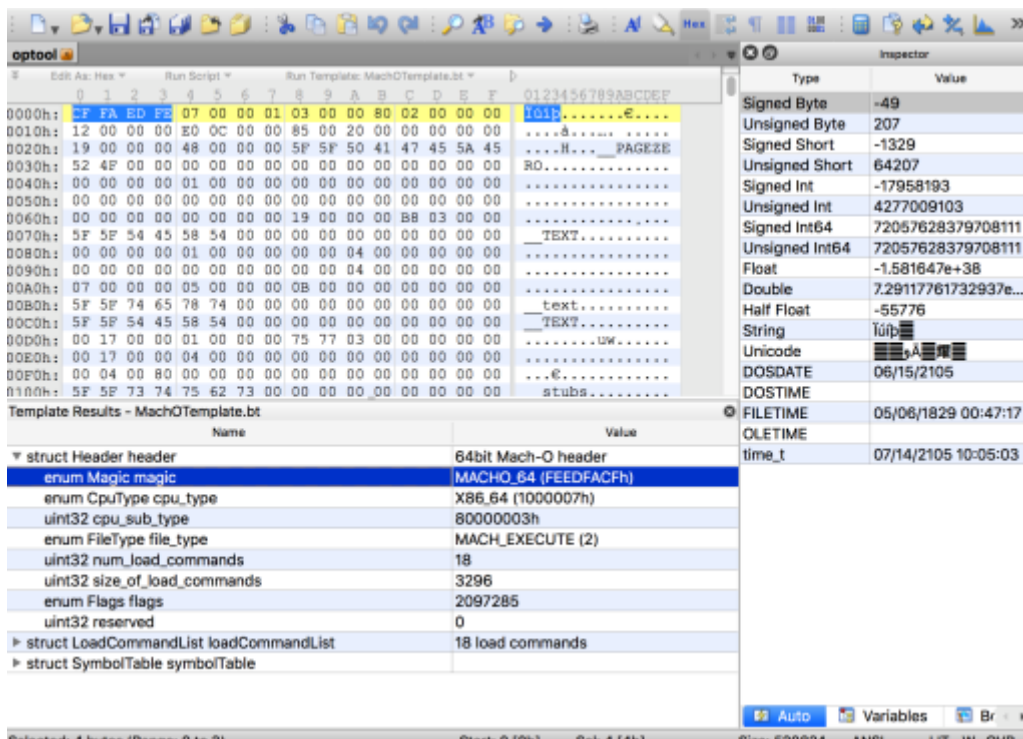 Hex
optool
Inspector
Edit As: Hex Run Script Run Template: MachOTemplate.bt
0 1 2 3 4 5 6 7 8 9 A B C D E F 0123456789ABCDEF
0000h: CF FA ED FE 07 00 00 01 03 00 00 80 02 00 00 00 Ïúíþ.......€....
0010h: 12 00 00 00 E0 0C 00 00 85 00 20 00 00 00 00 00 ....à...... .....
0020h: 19 00 00 00 48 00 00 00 5F 5F 50 41 47 45 5A 45 ....H...__PAGEZE
0030h: 52 4F 00 00 00 00 00 00 00 00 00 00 00 00 00 00 RO..............
0040h: 00 00 00 00 01 00 00 00 00 00 00 00 00 00 00 00 ................
0050h: 00 00 00 00 00 00 00 00 00 00 00 00 00 00 00 00 ................
0060h: 00 00 00 00 00 00 00 00 19 00 00 00 B8 03 00 00 ............¸...
0070h: 5F 5F 54 45 58 54 00 00 00 00 00 00 00 00 00 00 __TEXT..........
0080h: 00 00 00 00 01 00 00 00 00 00 04 00 00 00 00 00 ................
0090h: 00 00 00 00 00 00 00 00 00 00 04 00 00 00 00 00 ................
00A0h: 07 00 00 00 05 00 00 00 0B 00 00 00 00 00 00 00 ................
00B0h: 5F 5F 74 65 78 74 00 00 00 00 00 00 00 00 00 00 __text..........
00C0h: 5F 5F 54 45 58 54 00 00 00 00 00 00 00 00 00 00 __TEXT..........
00D0h: 00 17 00 00 01 00 00 00 75 77 03 00 00 00 00 00 ........uw......
00E0h: 00 17 00 00 04 00 00 00 00 00 00 00 00 00 00 00 ................
00F0h: 00 04 00 80 00 00 00 00 00 00 00 00 00 00 00 00 ...€............
0100h: 5F 5F 73 74 75 62 73 00 00 00 00 00 00 00 00 00 __stubs.........
Type Value
Signed Byte -49
Unsigned Byte 207
Signed Short -1329
Unsigned Short 64207
Signed Int -17958193
Unsigned Int 4277009103
Signed Int64 72057628379708111
Unsigned Int64 72057628379708111
Float -1.581647e+38
Double 7.29117761732937e...
Half Float -55776
String Ïúíþ
Unicode
DOSDATE 06/15/2105
DOSTIME
FILETIME 05/06/1829 00:47:17
OLETIME
time_t 07/14/2105 10:05:03
Template Results - MachOTemplate.bt
Name Value
struct Header header 64bit Mach-O header
enum Magic magic MACHO_64 (FEEDFACFh)
enum CpuType cpu_type X86_64 (1000007h)
uint32 cpu_sub_type 80000003h
enum FileType file_type MACH_EXECUTE (2)
uint32 num_load_commands 18
uint32 size_of_load_commands 3296
enum Flags flags 2097285
uint32 reserved 0
struct LoadCommandList loadCommandList 18 load commands
struct SymbolTable symbolTable
Auto Variables